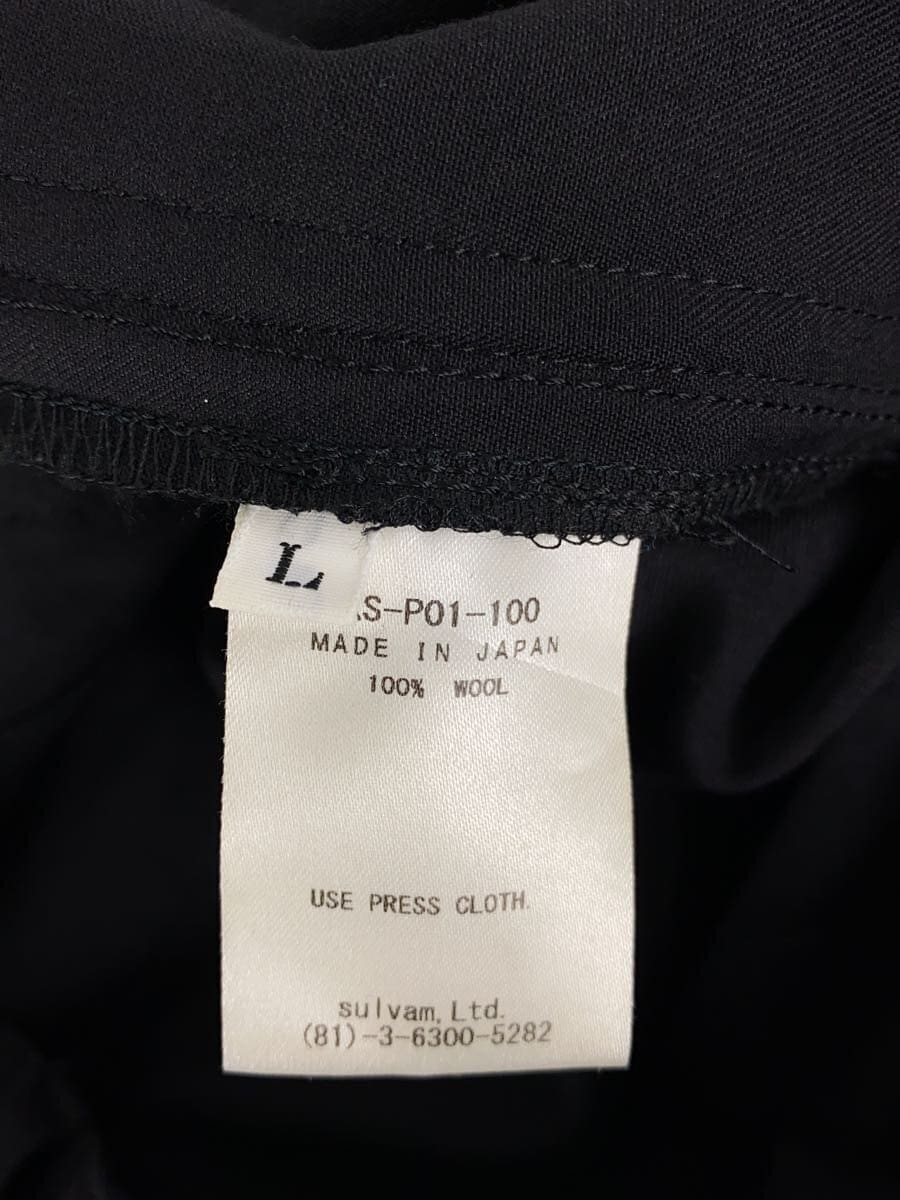 L
S-P01-100
MADE IN JAPAN
100% WOOL
USE PRESS CLOTH.
sulvam, Ltd.
(81)-3-6300-5282